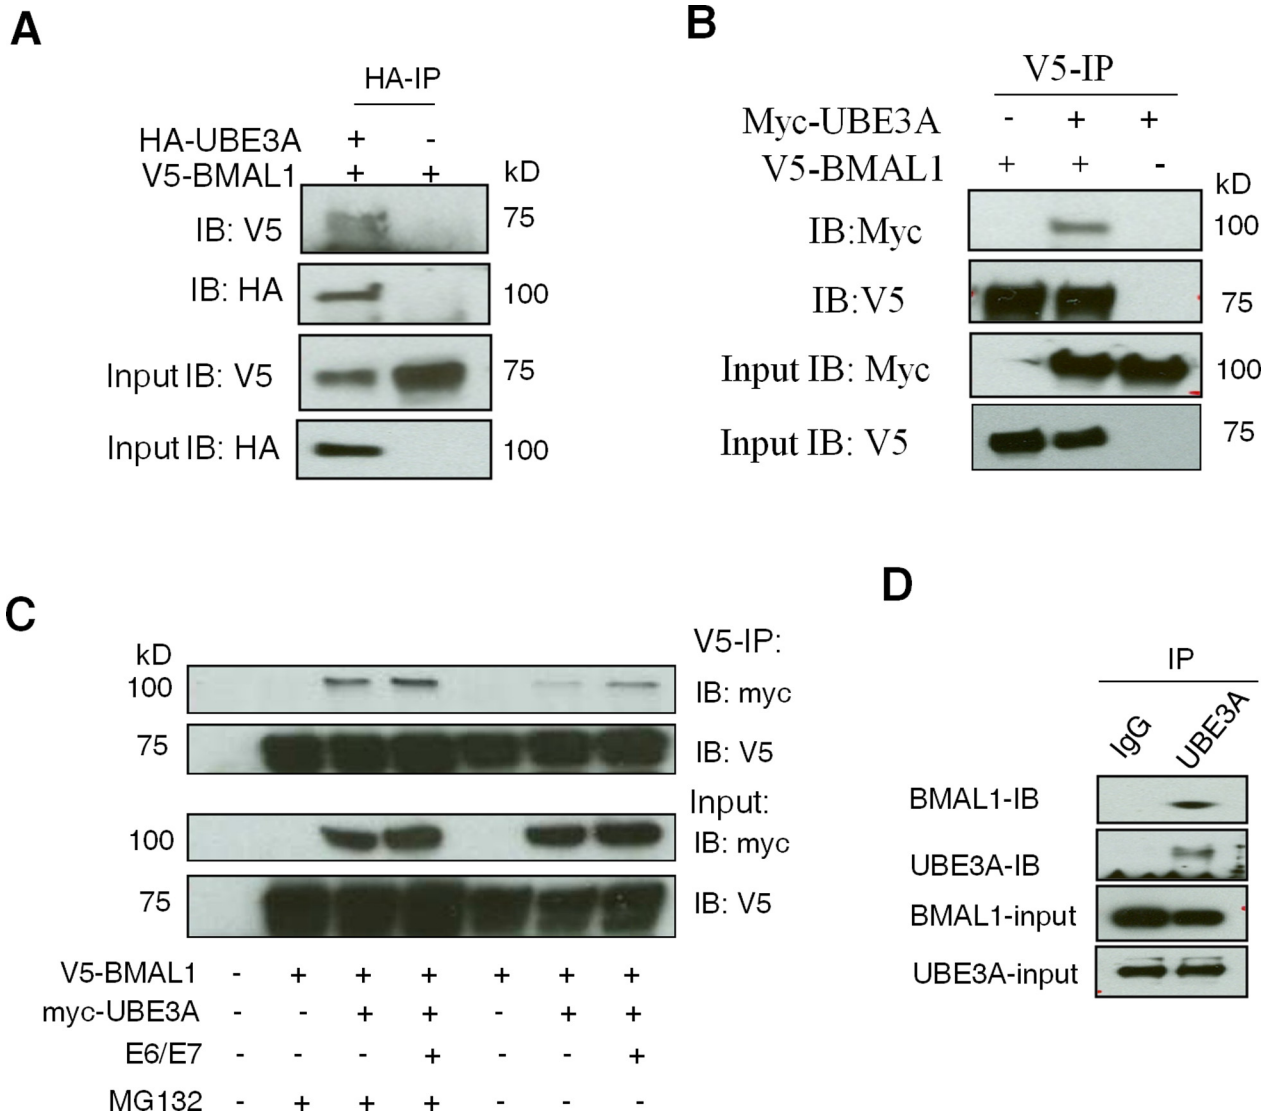 A
HA-IP
HA-UBE3A + -
V5-BMAL1 + + kD
IB: V5 75
IB: HA 100
Input IB: V5 75
Input IB: HA 100
B
V5-IP
Myc-UBE3A - + +
V5-BMAL1 + + -
kD
IB:Myc 100
IB:V5 75
Input IB: Myc 100
Input IB: V5 75
C
kD V5-IP:
100 IB: myc
75 IB: V5
Input:
100 IB: myc
75 IB: V5
V5-BMAL1 - + + + + + +
myc-UBE3A - - + + - + +
E6/E7 - - - + - - +
MG132 - + + + - - -
D
IP
IgG UBE3A
BMAL1-IB
UBE3A-IB
BMAL1-input
UBE3A-input